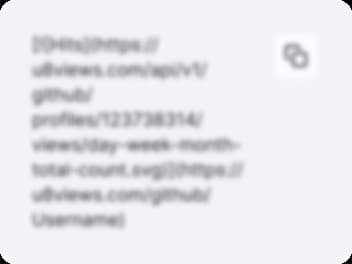 [![Hits](https://
u8views.com/api/v1/
github/
profiles/123738314/
views/day-week-month-
total-count.svg)](https://
u8views.com/github/
Username)